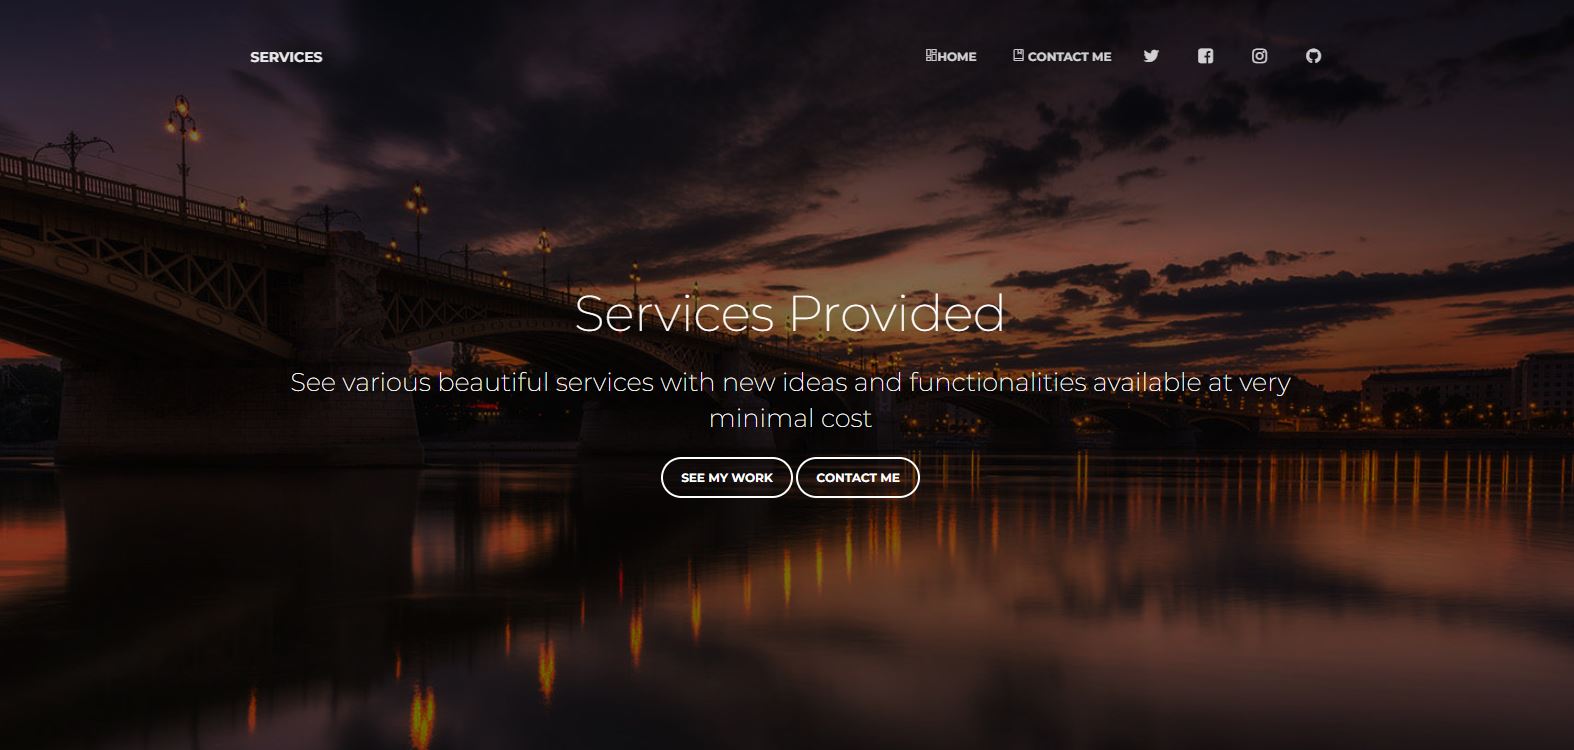 SERVICES
HOME
CONTACT ME
Services Provided
See various beautiful services with new ideas and functionalities available at very
minimal cost
SEE MY WORK
CONTACT ME